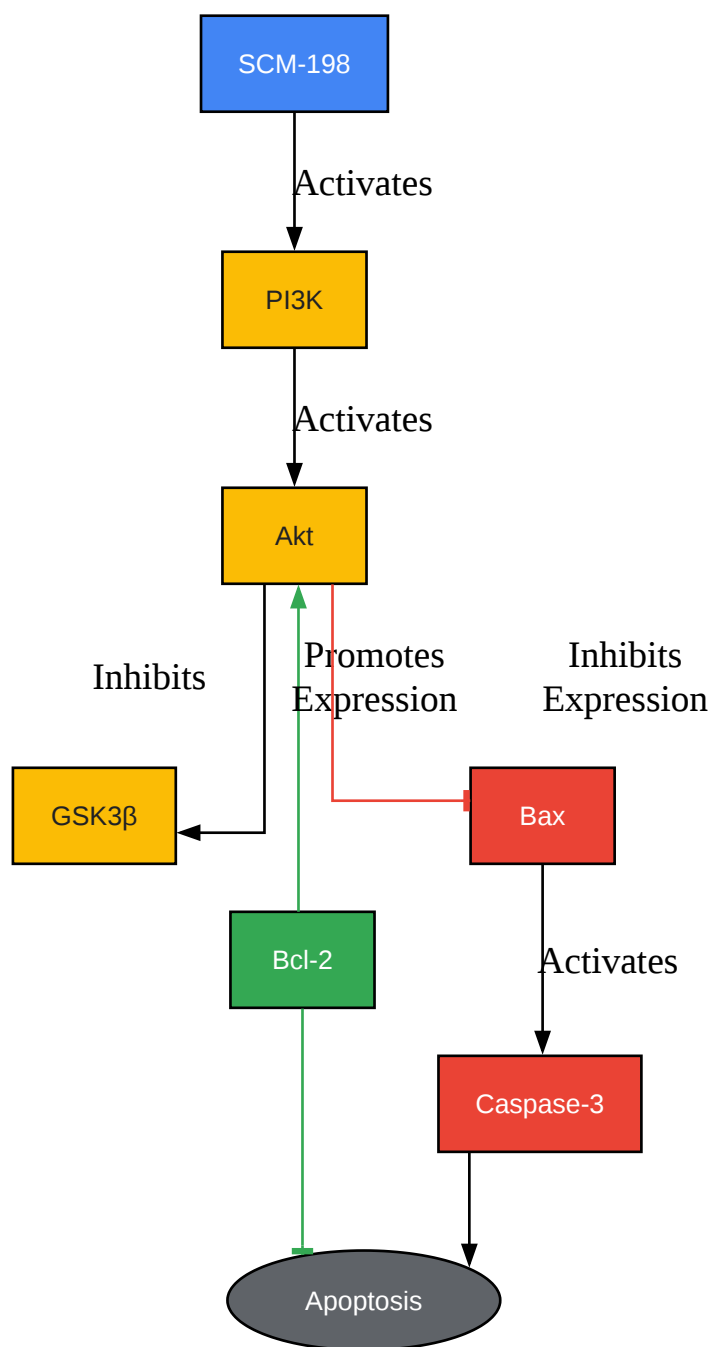 SCM-198
Activates
PI3K
Activates
Akt
Inhibits
Promotes
Expression
Inhibits
Expression
GSK3β
Bax
Bcl-2
Activates
Caspase-3
Apoptosis